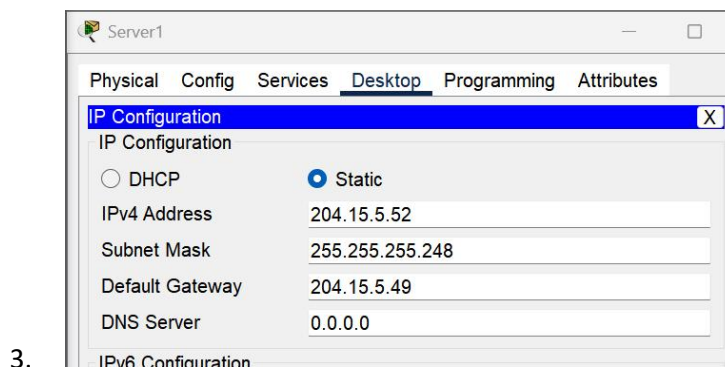 Server1
Physical Config Services Desktop Programming Attributes
IP Configuration X
IP Configuration
DHCP Static
IPv4 Address 204.15.5.52
Subnet Mask 255.255.255.248
Default Gateway 204.15.5.49
DNS Server 0.0.0.0
3. IPv6 Configuration